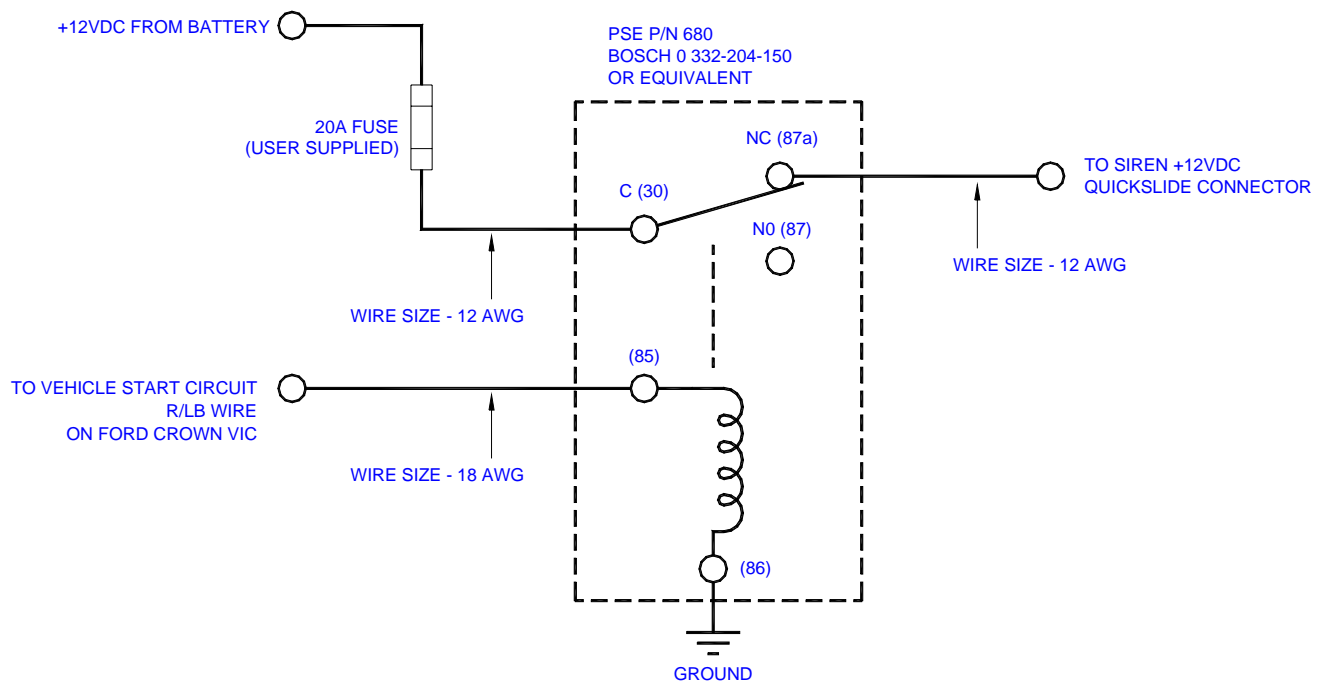 +12VDC FROM BATTERY
PSE P/N 680
BOSCH 0 332-204-150
OR EQUIVALENT
20A FUSE
(USER SUPPLIED)
NC (87a)
TO SIREN +12VDC
QUICKSLIDE CONNECTOR
C (30)
N0 (87)
WIRE SIZE - 12 AWG
WIRE SIZE - 12 AWG
(85)
TO VEHICLE START CIRCUIT
R/LB WIRE
ON FORD CROWN VIC
WIRE SIZE - 18 AWG
(86)
GROUND